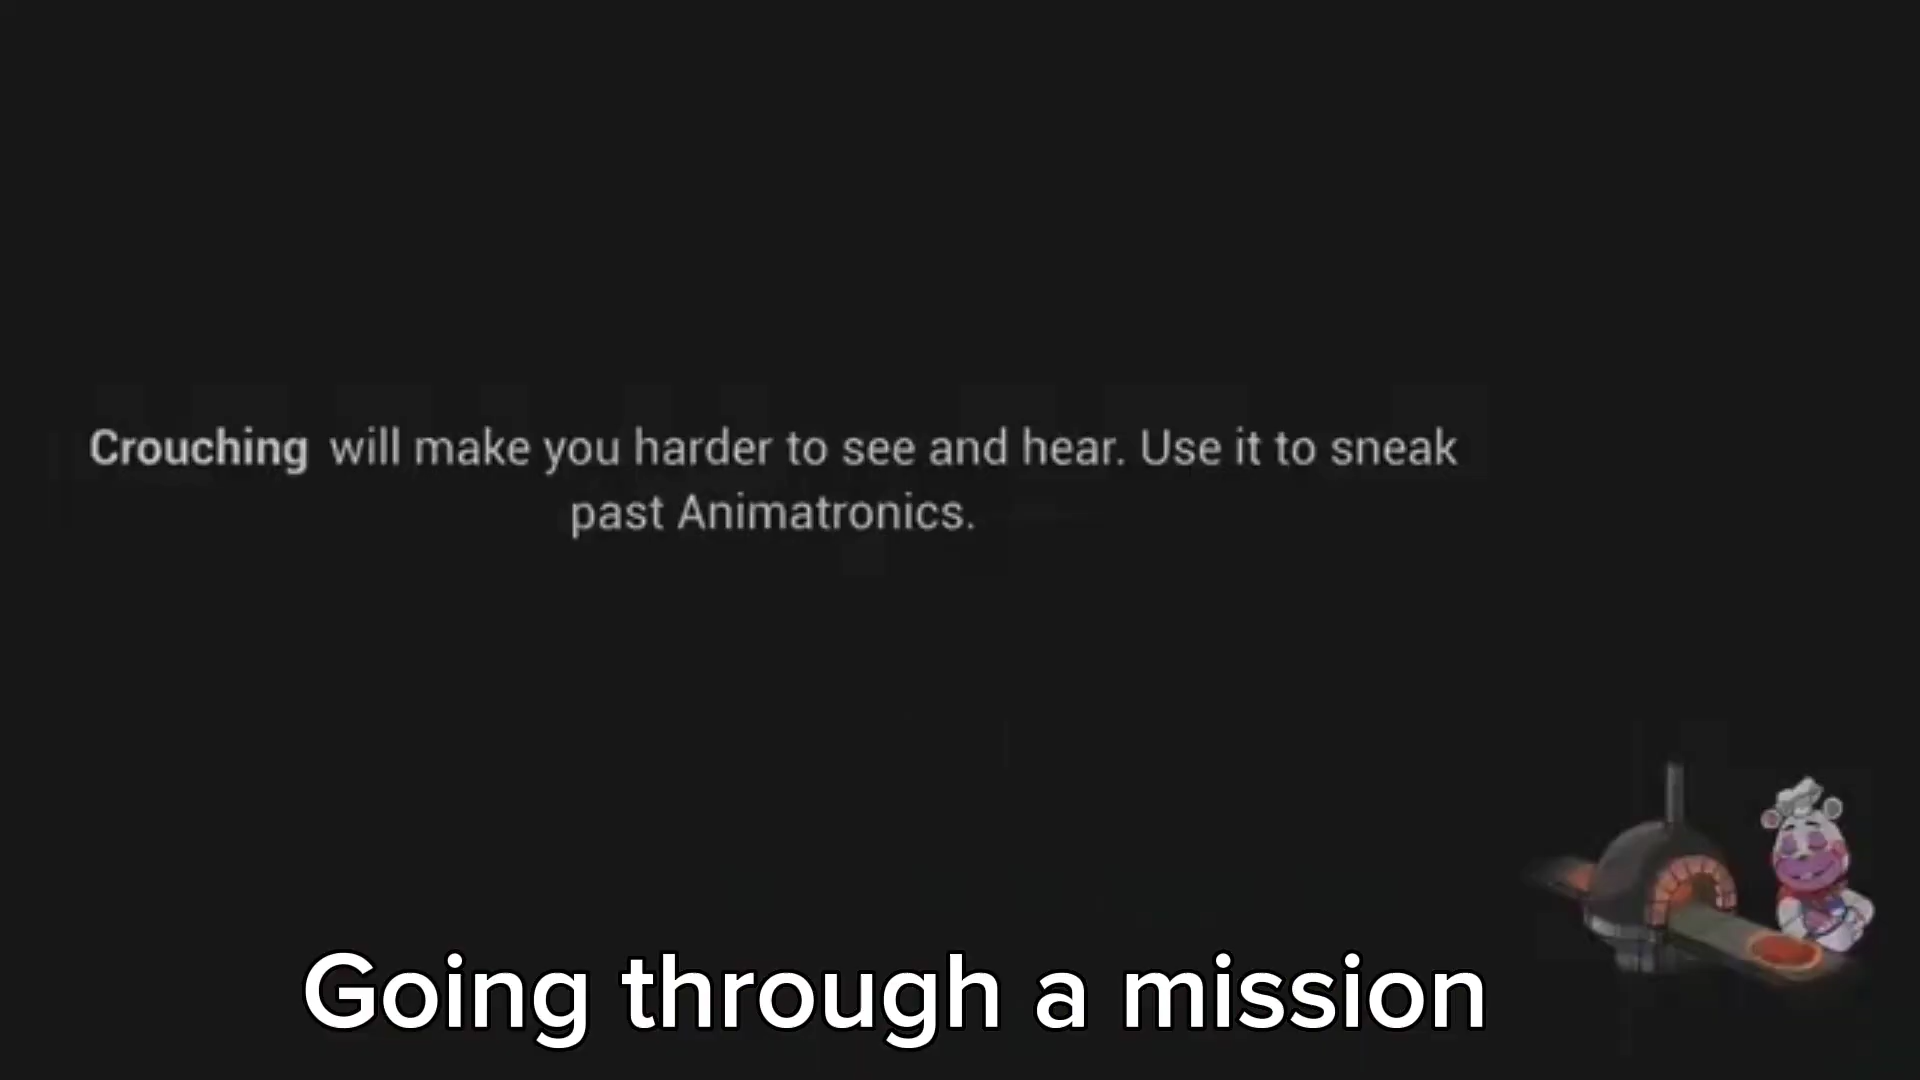 Crouching will make you harder to see and hear. Use it to sneak
past Animatronics.
Going through a mission